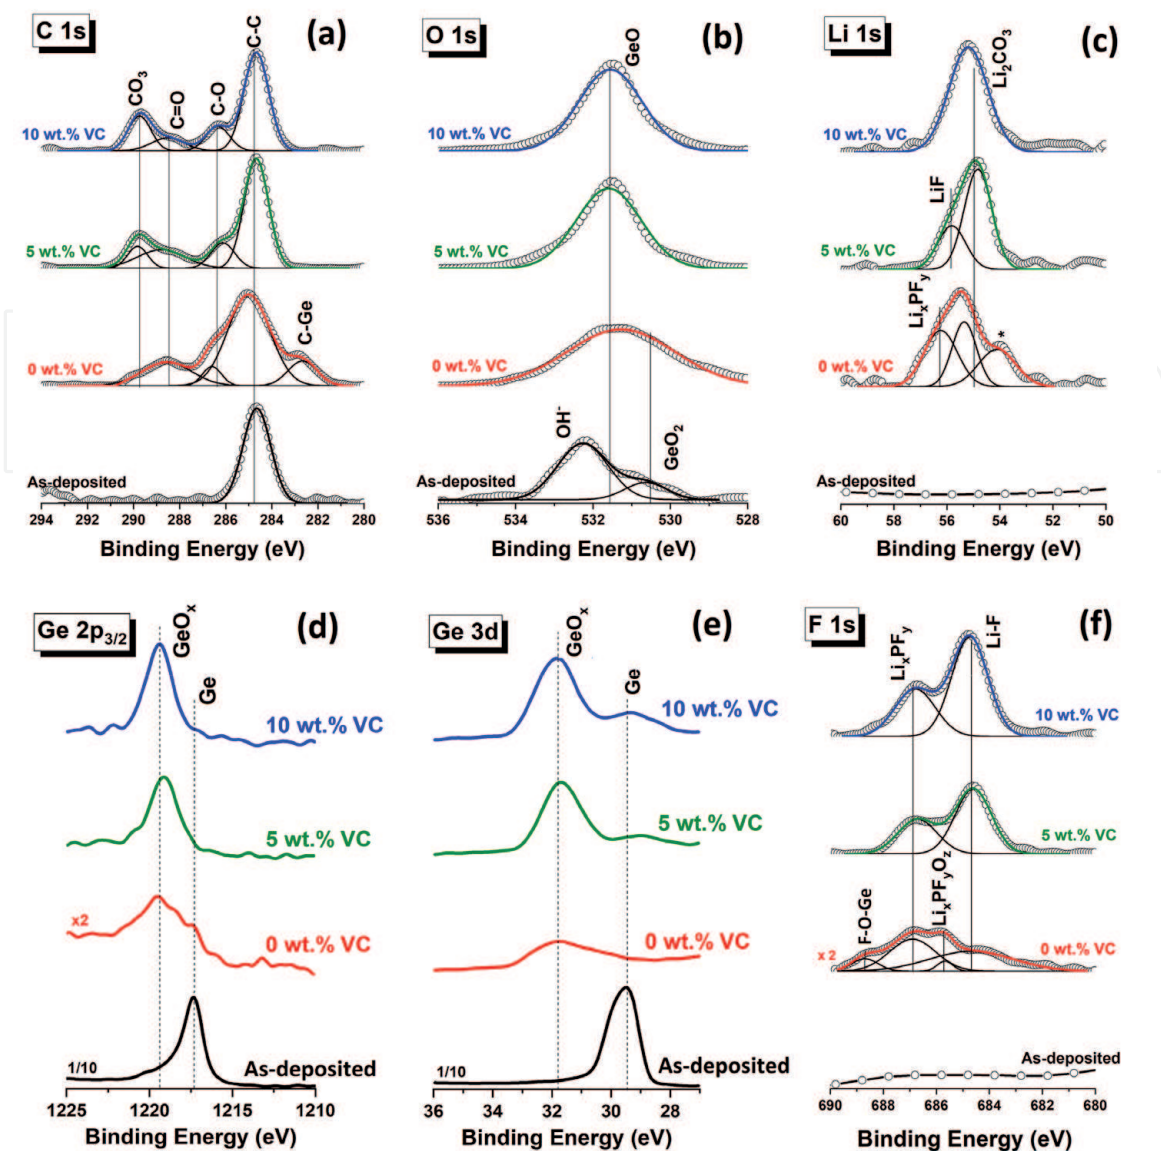 C 1s
(a)
C-C
CO3
C=O
C-O
10 wt.% VC
5 wt.% VC
C-Ge
0 wt.% VC
As-deposited
294 292 290 288 286 284 282 280
Binding Energy (eV)
O 1s
(b)
GeO
10 wt.% VC
5 wt.% VC
0 wt.% VC
OH-
GeO2
As-deposited
536 534 532 530 528
Binding Energy (eV)
Li 1s
(c)
Li2CO3
10 wt.% VC
LiF
5 wt.% VC
LixPFy
*
0 wt.% VC
As-deposited
60 58 56 54 52 50
Binding Energy (eV)
Ge 2p3/2
(d)
GeOx
Ge
10 wt.% VC
5 wt.% VC
x2
0 wt.% VC
1/10
As-deposited
1225 1220 1215 1210
Binding Energy (eV)
Ge 3d
(e)
GeOx
Ge
10 wt.% VC
5 wt.% VC
0 wt.% VC
1/10
As-deposited
36 34 32 30 28
Binding Energy (eV)
F 1s
(f)
LixPFy
Li-F
10 wt.% VC
5 wt.% VC
F-O-Ge
LixPFyOz
x 2
0 wt.% VC
As-deposited
690 688 686 684 682 680
Binding Energy (eV)